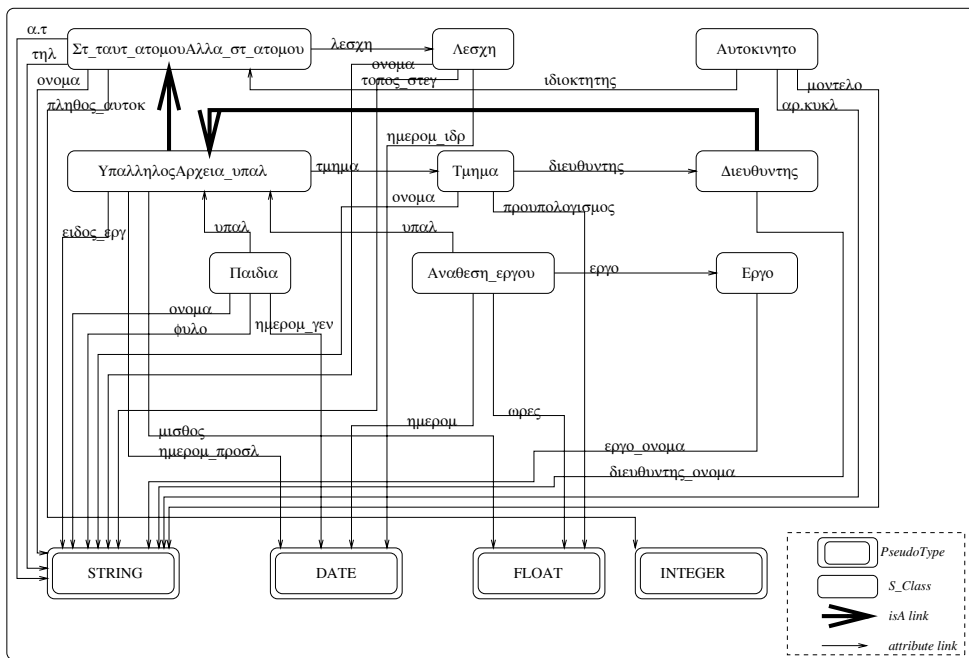 α.τ
Στ_ταυτ_ατομουΑλλα_στ_ατομου
λεσχη
Λεσχη
Αυτοκινητο
τηλ
ονομα
ονομα
τοπος_στεγ
ιδιοκτητης
μοντελο
πληθος_αυτοκ
αρ.κυκλ
ημερομ_ιδρ
ΥπαλληλοςΑρχεια_υπαλ
τμημα
Τμημα
διευθυντης
Διευθυντης
ονομα
προυπολογισμος
ειδος_εργ
υπαλ
υπαλ
Παιδια
Αναθεση_εργου
εργο
Εργο
ονομα
φυλο
ημερομ_γεν
μισθος
ημερομ
ωρες
ημερομ_προσλ
εργο_ονομα
διευθυντης_ονομα
STRING
DATE
FLOAT
INTEGER
PseudoType
S_Class
isA link
attribute link